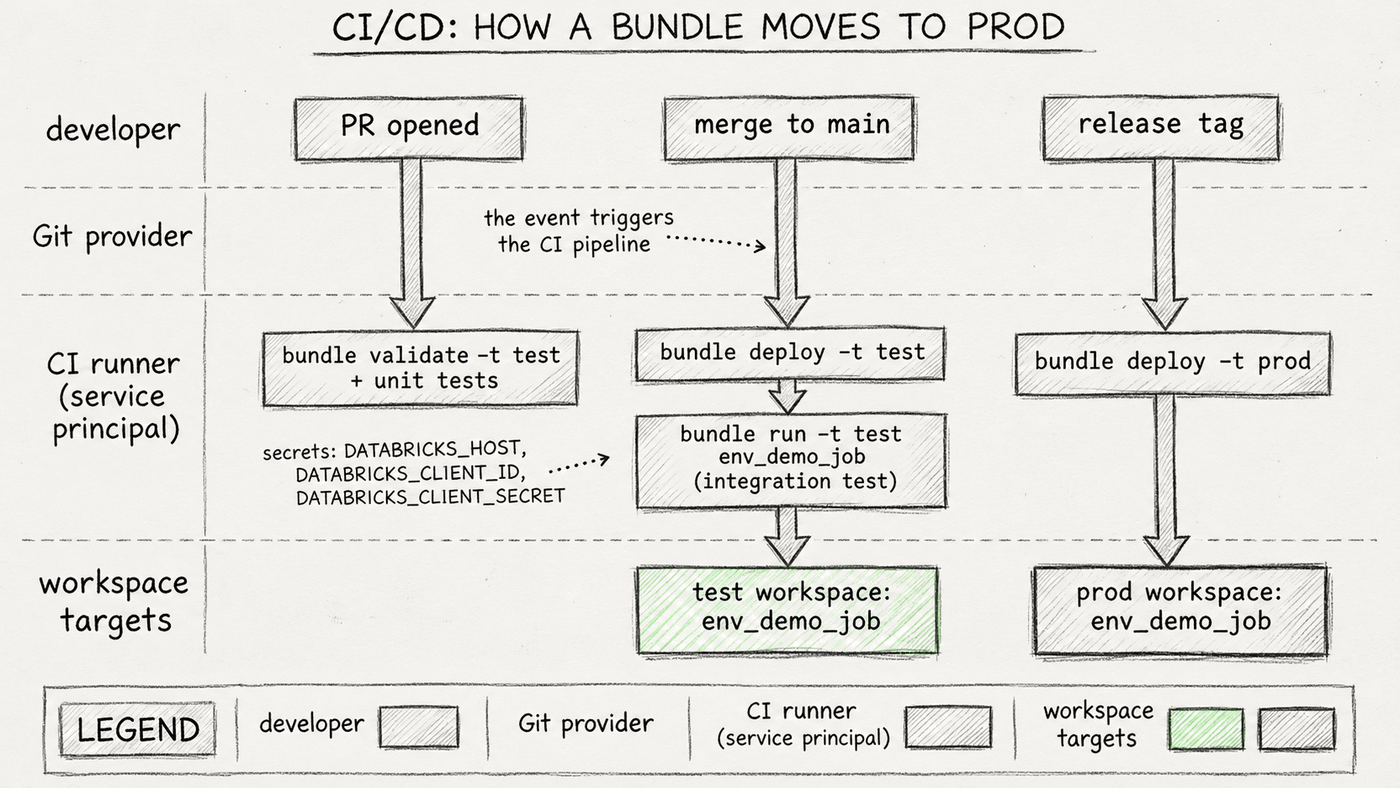 CI/CD: HOW A BUNDLE MOVES TO PROD
developer
PR opened
merge to main
release tag
Git provider
the event triggers
the CI pipeline
CI runner
(service
principal)
bundle validate -t test
+ unit tests
bundle deploy -t test
bundle deploy -t prod
secrets: DATABRICKS_HOST,
DATABRICKS_CLIENT_ID,
DATABRICKS_CLIENT_SECRET
bundle run -t test
env_demo_job
(integration test)
workspace
targets
test workspace:
env_demo_job
prod workspace:
env_demo_job
LEGEND
developer
Git provider
CI runner
(service principal)
workspace
targets